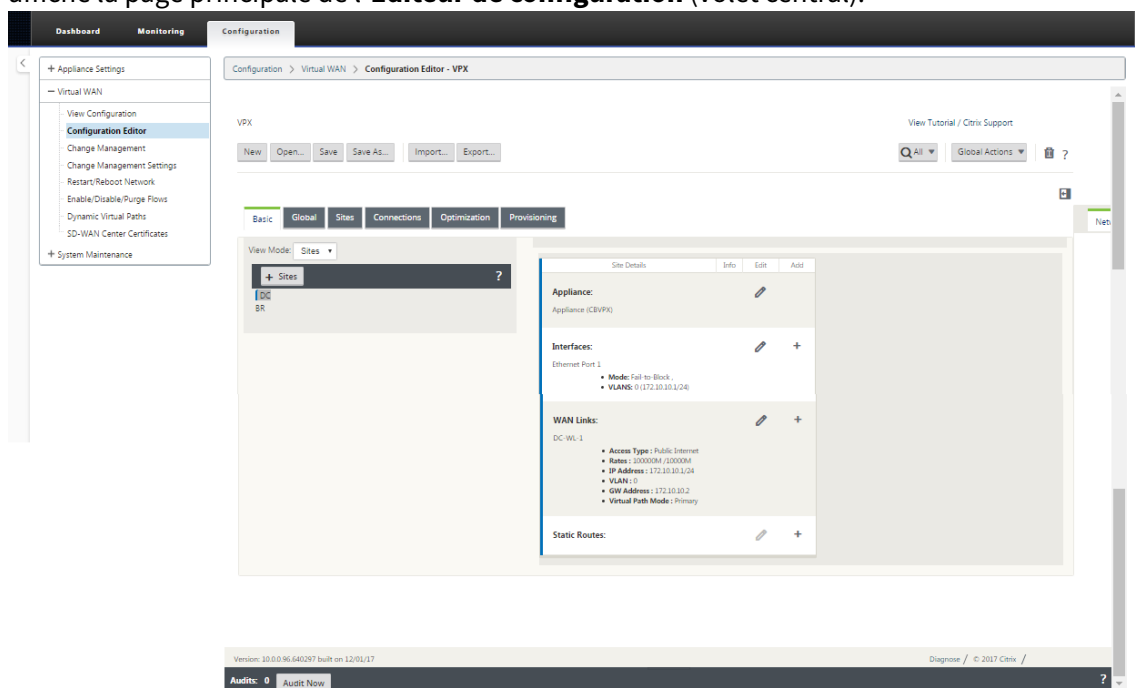 affiche la page principale de l'Éditeur de configuration (volet central).
Dashboard Monitoring Configuration
+ Appliance Settings
− Virtual WAN
View Configuration
Configuration Editor
Change Management
Change Management Settings
Restart/Reboot Network
Enable/Disable/Purge Flows
Dynamic Virtual Paths
SD-WAN Center Certificates
+ System Maintenance
Configuration > Virtual WAN > Configuration Editor - VPX
VPX
View Tutorial / Citrix Support
New Open... Save Save As... Import... Export...
All Global Actions ?
Basic Global Sites Connections Optimization Provisioning
View Mode: Sites
+ Sites ?
DC
BR
Site Details Info Edit Add
Appliance:
Appliance (CBVPX)
Interfaces: +
Ethernet Port 1
• Mode: Fail-to-Block ,
• VLANS: 0 (172.10.10.1/24)
WAN Links: +
DC-WL-1
• Access Type : Public Internet
• Rates : 100000M /10000M
• IP Address : 172.10.10.1/24
• VLAN : 0
• GW Address : 172.10.10.2
• Virtual Path Mode : Primary
Static Routes: +
Version: 10.0.0.96.640297 built on 12/01/17
Diagnose / © 2017 Citrix /
Audits: 0 Audit Now ?